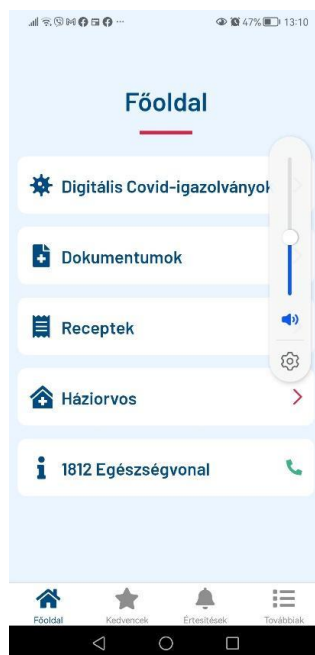 47% 13:10
Főoldal
Digitális Covid-igazolványok
Dokumentumok
Receptek
Háziorvos
1812 Egészségvonal
Főoldal Kedvencek Értesítések Továbbiak